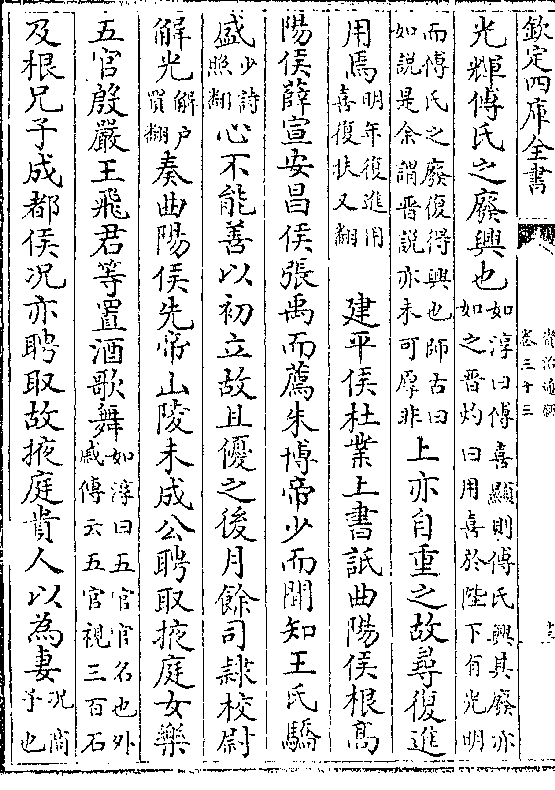 欽定四庫全書
資治通鑑
卷三十三
光輝傅氏之廢興也如淳曰傅喜顯則傅氏興其廢亦如之晉灼曰用喜於陛下有光明
而傅氏之廢復得興也師古曰如說是余謂晉說亦未可厚非上亦自重之故尋復進
用焉明年復進用喜復扶又翻 建平侯杜業上書詆曲陽侯根高
陽侯薛宣安昌侯張禹而薦朱博帝少而聞知王氏驕
盛少詩照翻心不能善以初立故且優之後月餘司隷校尉
解光解户買翻奏曲陽侯先帝山陵未成公聘取掖庭女樂
五官殷嚴王飛君等置酒歌舞如淳曰五官官名也外戚傳云五官視三百石
及根兄子成都侯况亦聘取故掖庭貴人以為妻况商子也